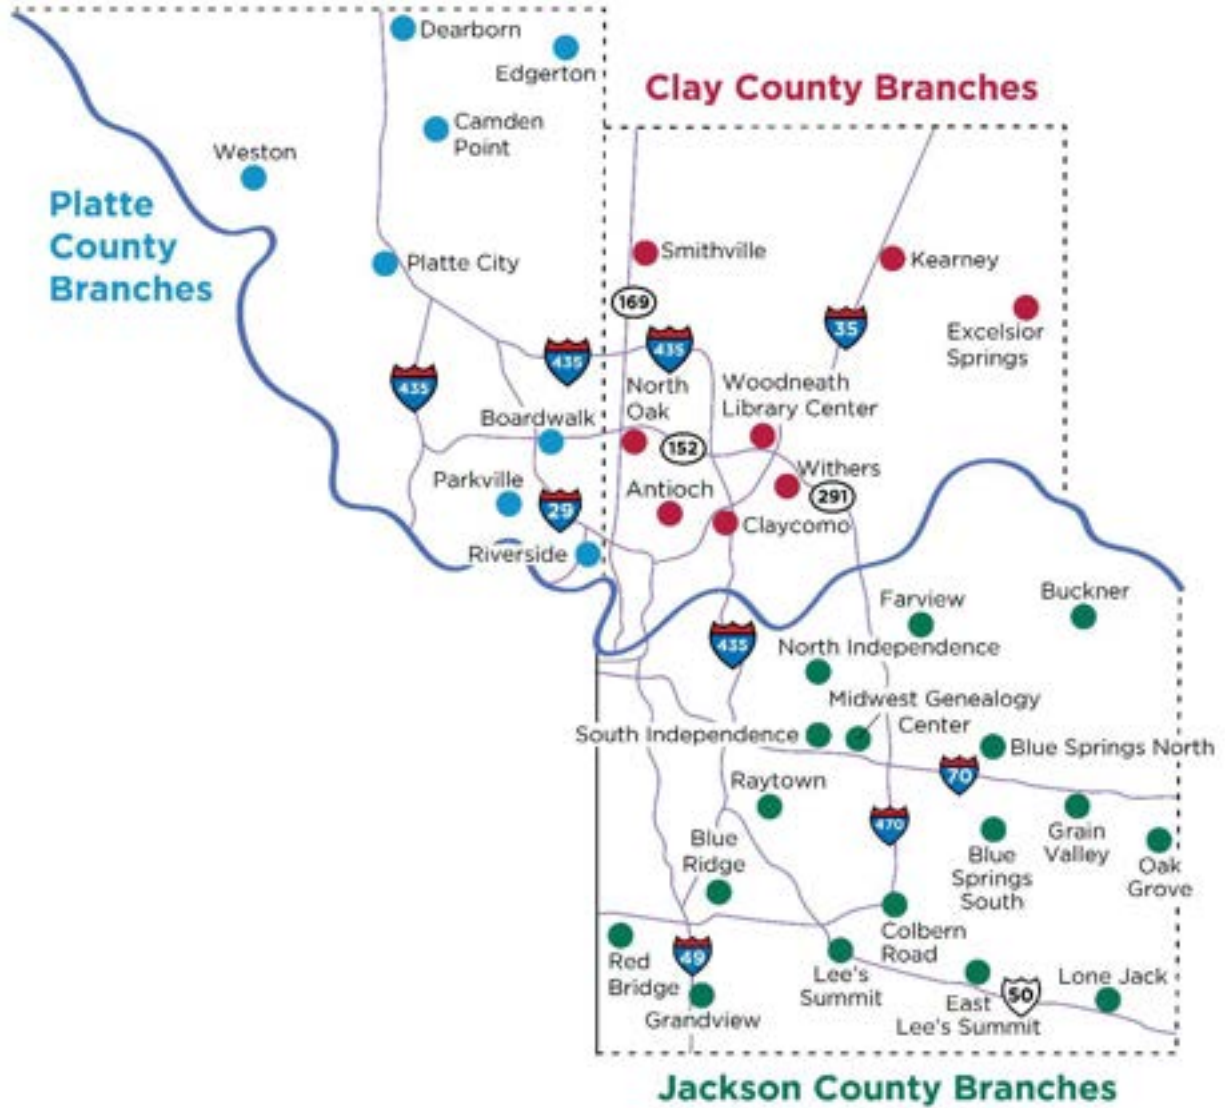 Dearborn
Edgerton
Clay County Branches
Camden
Point
Weston
Platte
County
Branches
Smithville
Kearney
Platte City
169
Excelsior
Springs
35
435
435
435
North
Oak
Woodneath
Library Center
Boardwalk
152
Withers
Parkville
Antioch
291
29
Claycomo
Riverside
Buckner
Farview
435
North Independence
Midwest Genealogy
Center
South Independence
Blue Springs North
70
Raytown
470
Grain
Valley
Blue
Ridge
Blue
Springs
South
Oak
Grove
Colbern
Road
Red
Bridge
49
Lee's
Summit
Lone Jack
50
East
Lee's Summit
Grandview
Jackson County Branches